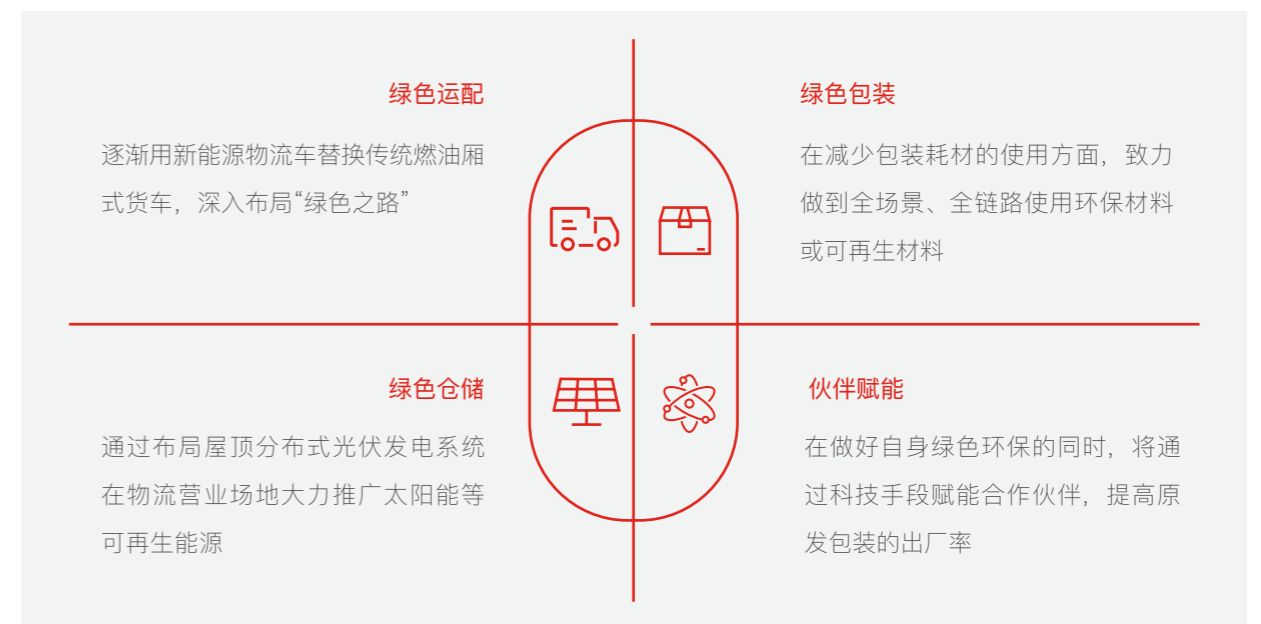 绿色运配
逐渐用新能源物流车替换传统燃油厢
式货车，深入布局“绿色之路”
绿色包装
在减少包装耗材的使用方面，致力
做到全场景、全链路使用环保材料
或可再生材料
绿色仓储
通过布局屋顶分布式光伏发电系统
在物流营业场地大力推广太阳能等
可再生能源
伙伴赋能
在做好自身绿色环保的同时，将通
过科技手段赋能合作伙伴，提高原
发包装的出厂率